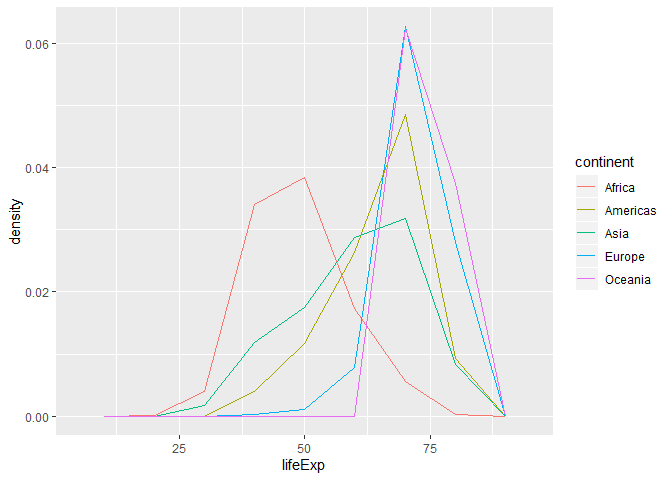 0.06
0.04
0.02
0.00
density
25
50
75
lifeExp
continent
Africa
Americas
Asia
Europe
Oceania